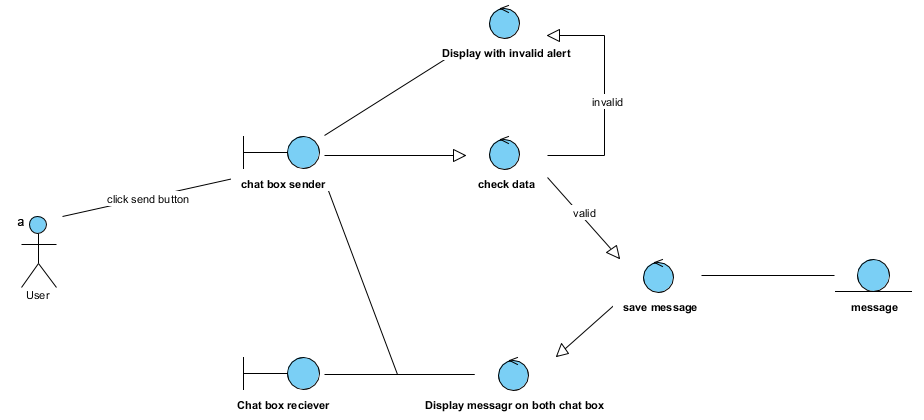 Display with invalid alert
invalid
chat box sender
check data
click send button
valid
a
User
save message
message
Chat box reciever
Display messagr on both chat box